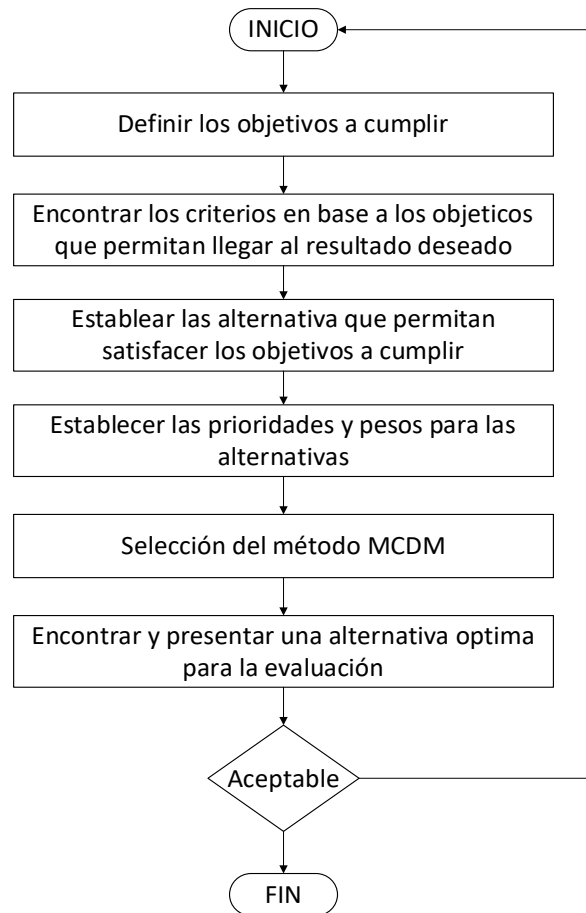 INICIO
Definir los objetivos a cumplir
Encontrar los criterios en base a los objeticos
que permitan llegar al resultado deseado
Establear las alternativa que permitan
satisfacer los objetivos a cumplir
Establecer las prioridades y pesos para las
alternativas
Selección del método MCDM
Encontrar y presentar una alternativa optima
para la evaluación
Aceptable
FIN